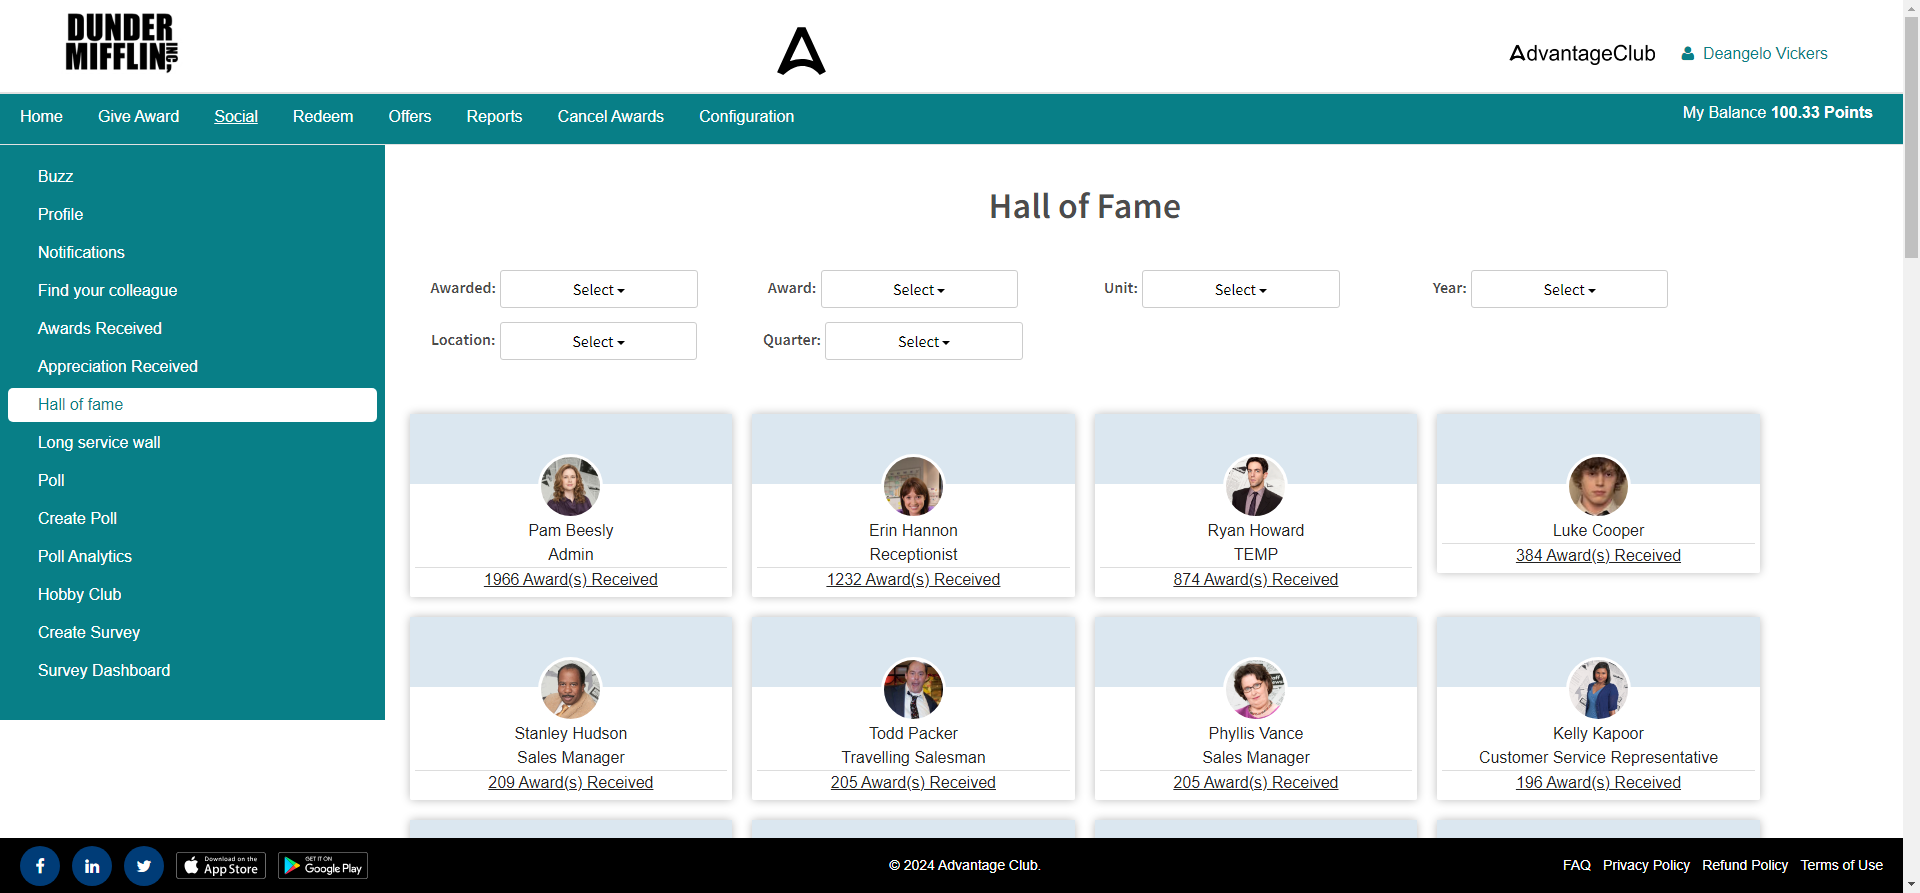 DUNDER
MIFFLIN, INC
AdvantageClub
Deangelo Vickers
Home Give Award Social Redeem Offers Reports Cancel Awards Configuration
My Balance 100.33 Points
Buzz
Profile
Notifications
Find your colleague
Awards Received
Appreciation Received
Hall of fame
Long service wall
Poll
Create Poll
Poll Analytics
Hobby Club
Create Survey
Survey Dashboard
Hall of Fame
Awarded: Select Award: Select Unit: Select Year: Select
Location: Select Quarter: Select
Pam Beesly
Admin
1966 Award(s) Received
Erin Hannon
Receptionist
1232 Award(s) Received
Ryan Howard
TEMP
874 Award(s) Received
Luke Cooper
384 Award(s) Received
Stanley Hudson
Sales Manager
209 Award(s) Received
Todd Packer
Travelling Salesman
205 Award(s) Received
Phyllis Vance
Sales Manager
205 Award(s) Received
Kelly Kapoor
Customer Service Representative
196 Award(s) Received
Download on the
App Store
GET IT ON
Google Play
© 2024 Advantage Club.
FAQ Privacy Policy Refund Policy Terms of Use